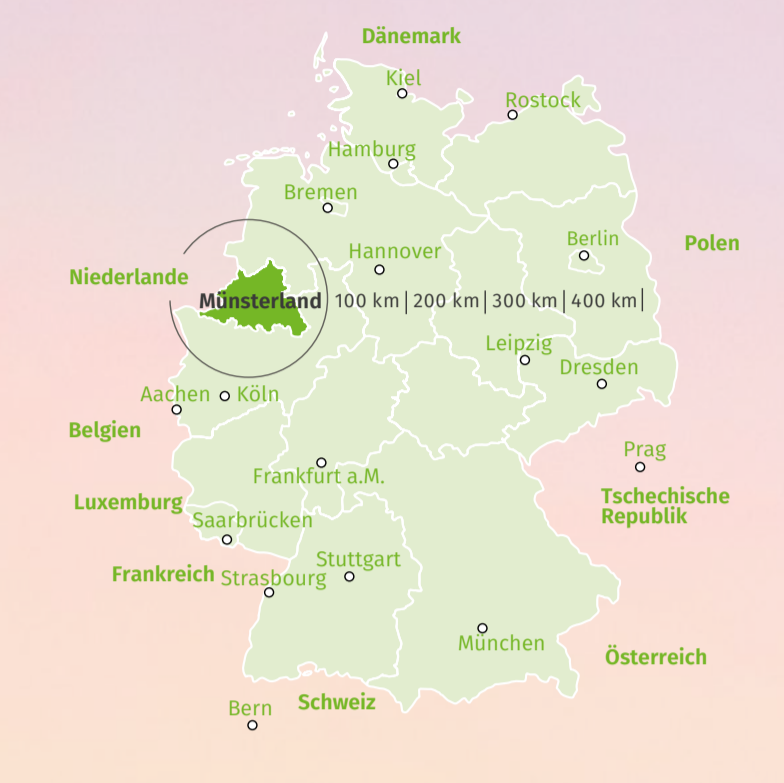 Dänemark
Kiel
Rostock
Hamburg
Bremen
Berlin
Polen
Hannover
Niederlande
Münsterland 100 km 200 km 300 km 400 km
Leipzig
Dresden
Aachen Köln
Belgien
Prag
Frankfurt a.M.
Tschechische
Republik
Luxemburg
Saarbrücken
Stuttgart
Frankreich Strasbourg
München
Österreich
Schweiz
Bern